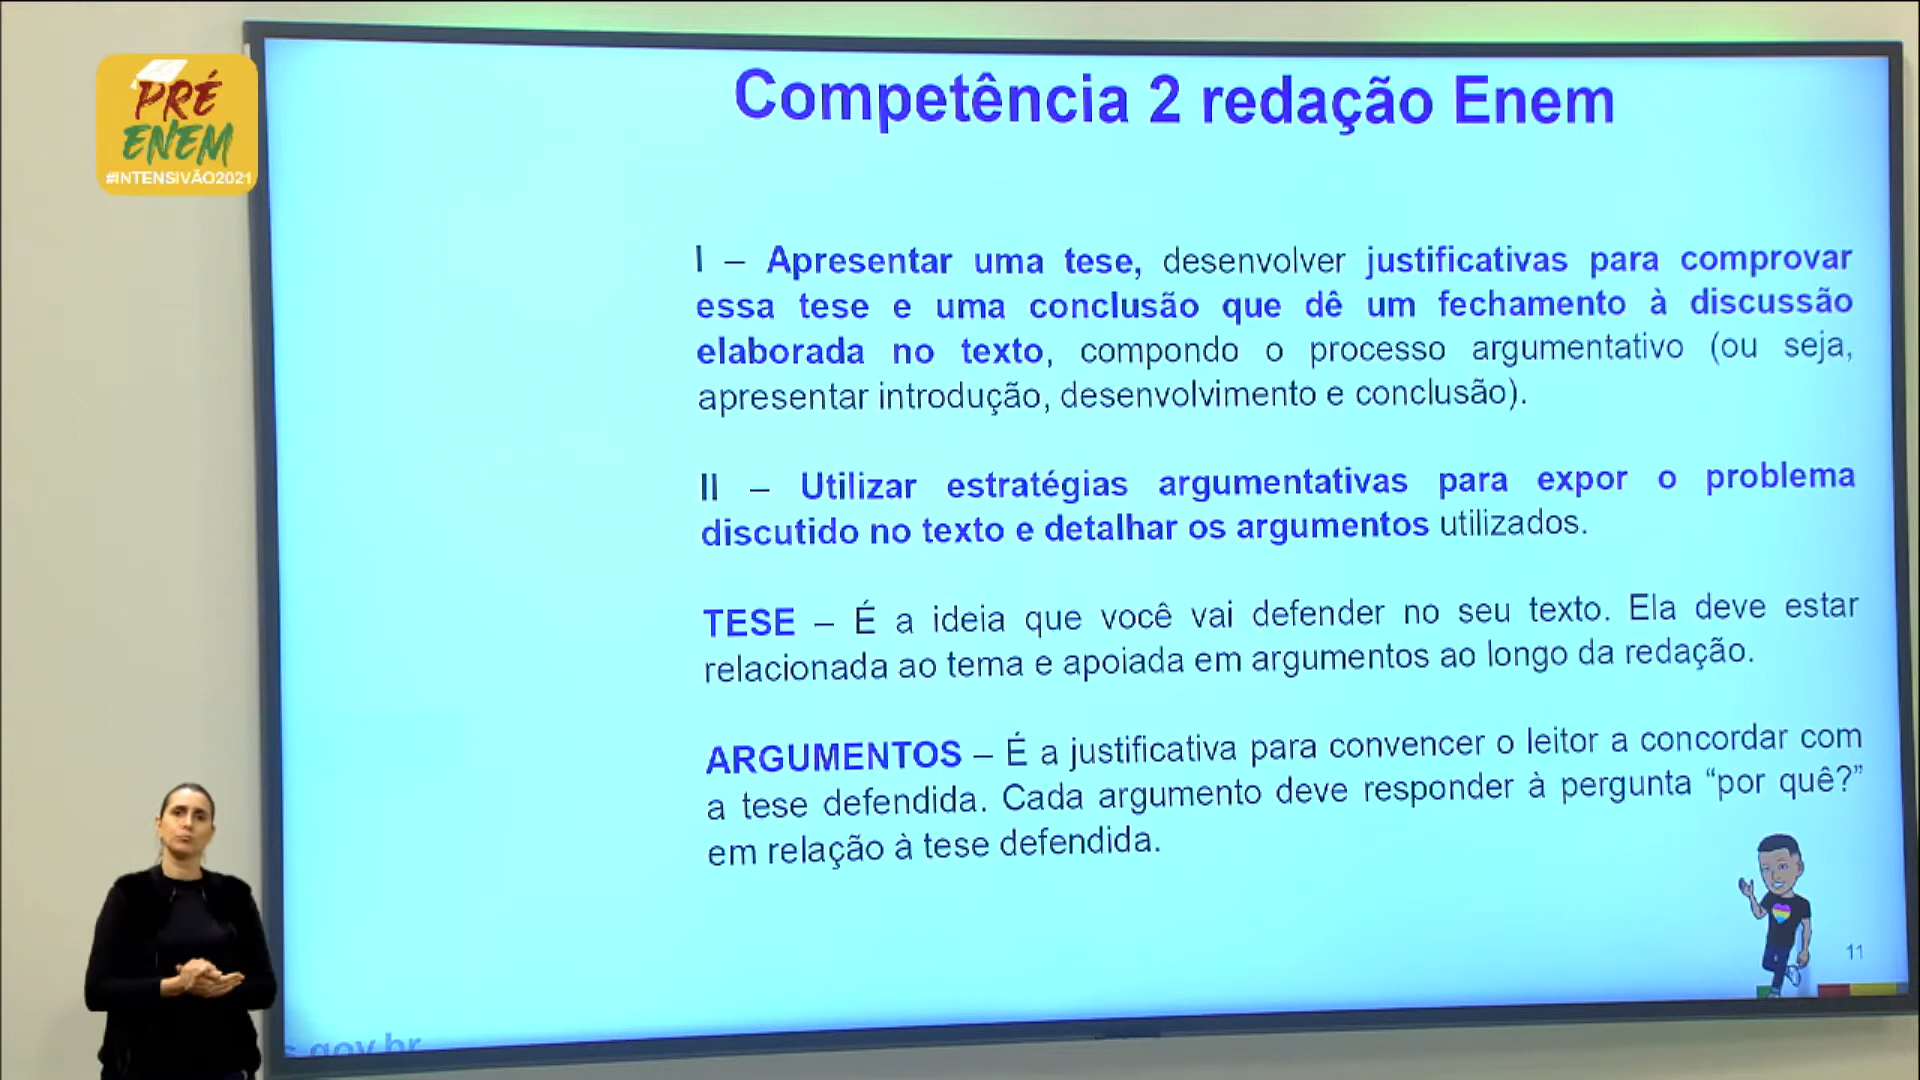 PRÉ
ENEM
#INTENSIVÃO2021
Competência 2 redação Enem
I – Apresentar uma tese, desenvolver justificativas para comprovar
essa tese e uma conclusão que dê um fechamento à discussão
elaborada no texto, compondo o processo argumentativo (ou seja,
apresentar introdução, desenvolvimento e conclusão).
II – Utilizar estratégias argumentativas para expor o problema
discutido no texto e detalhar os argumentos utilizados.
TESE – É a ideia que você vai defender no seu texto. Ela deve estar
relacionada ao tema e apoiada em argumentos ao longo da redação.
ARGUMENTOS – É a justificativa para convencer o leitor a concordar com
a tese defendida. Cada argumento deve responder à pergunta “por quê?”
em relação à tese defendida.
11
gov.br